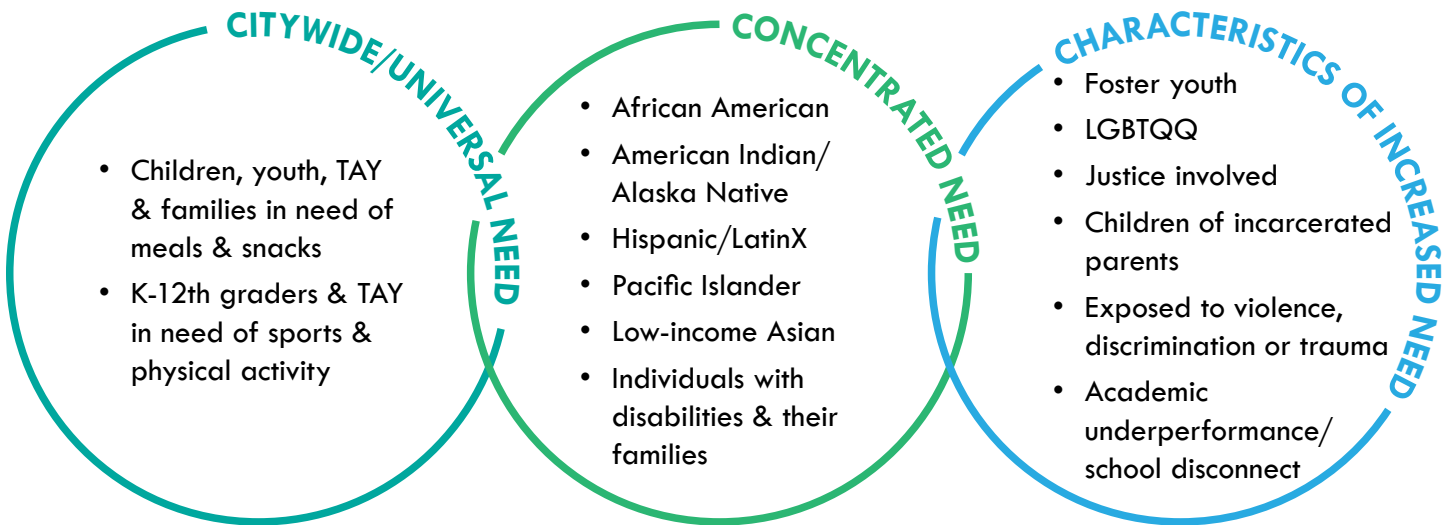 CITYWIDE/UNIVERSAL NEED
• Children, youth, TAY
& families in need of
meals & snacks
• K-12th graders & TAY
in need of sports &
physical activity
CONCENTRATED NEED
• African American
• American Indian/
Alaska Native
• Hispanic/LatinX
• Pacific Islander
• Low-income Asian
• Individuals with
disabilities & their
families
CHARACTERISTICS OF INCREASED NEED
• Foster youth
• LGBTQQ
• Justice involved
• Children of incarcerated
parents
• Exposed to violence,
discrimination or trauma
• Academic
underperformance/
school disconnect